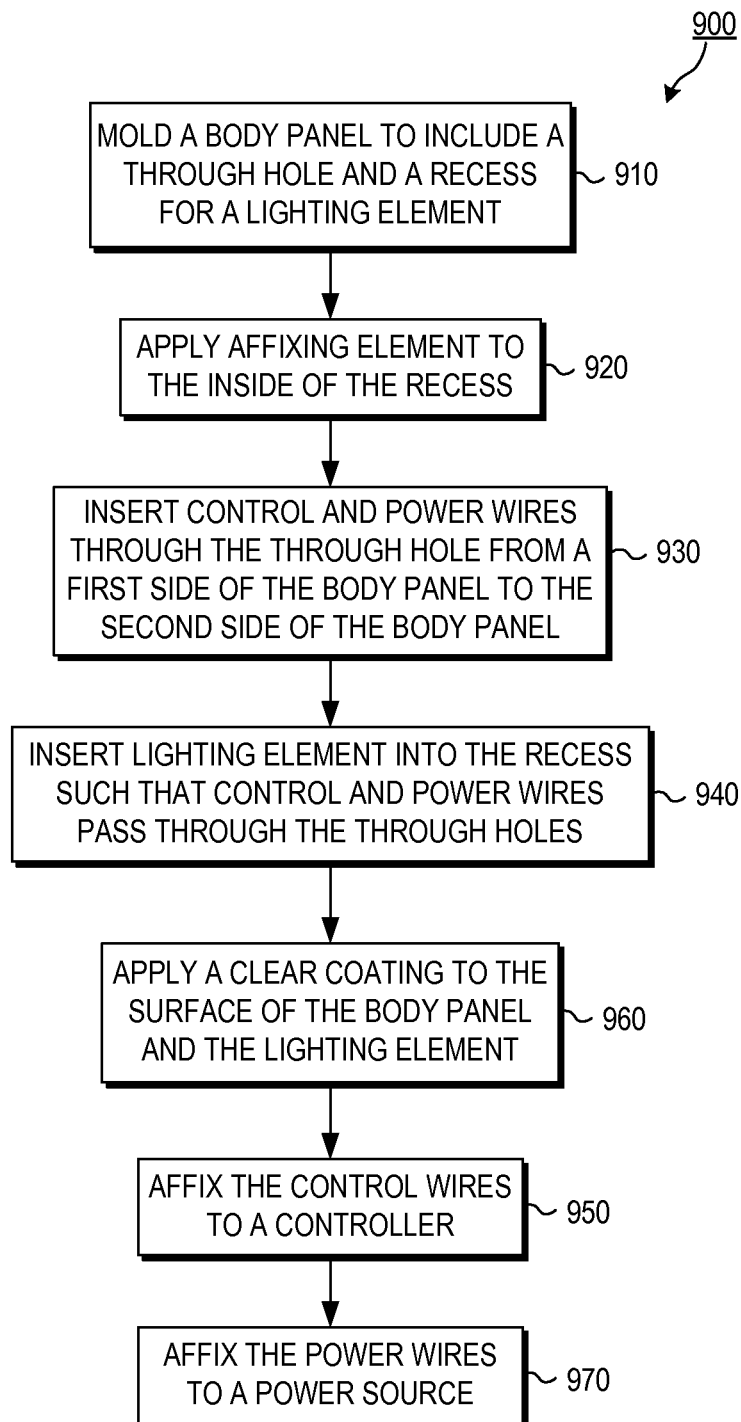 900
MOLD A BODY PANEL TO INCLUDE A
THROUGH HOLE AND A RECESS
FOR A LIGHTING ELEMENT
910
APPLY AFFIXING ELEMENT TO
THE INSIDE OF THE RECESS
920
INSERT CONTROL AND POWER WIRES
THROUGH THE THROUGH HOLE FROM A
FIRST SIDE OF THE BODY PANEL TO THE
SECOND SIDE OF THE BODY PANEL
930
INSERT LIGHTING ELEMENT INTO THE RECESS
SUCH THAT CONTROL AND POWER WIRES
PASS THROUGH THE THROUGH HOLES
940
APPLY A CLEAR COATING TO THE
SURFACE OF THE BODY PANEL
AND THE LIGHTING ELEMENT
960
AFFIX THE CONTROL WIRES
TO A CONTROLLER
950
AFFIX THE POWER WIRES
TO A POWER SOURCE
970